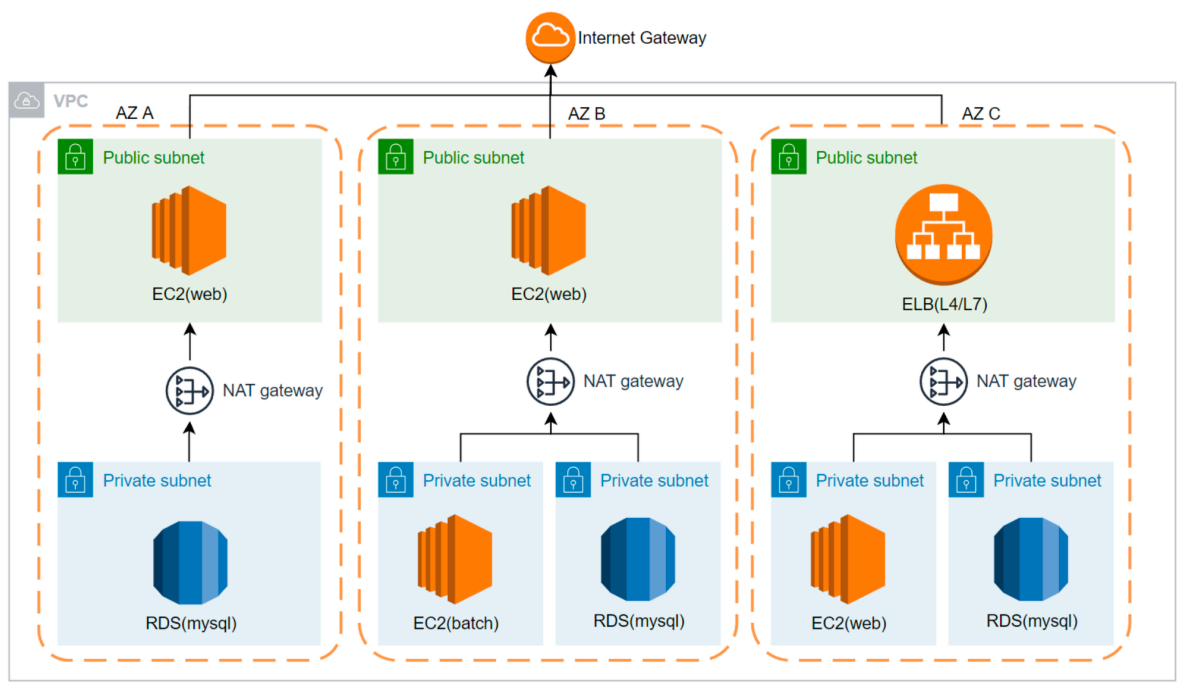 Internet Gateway
VPC
AZ A
AZ B
AZ C
Public subnet
Public subnet
Public subnet
EC2(web)
EC2(web)
ELB(L4/L7)
NAT gateway
NAT gateway
NAT gateway
Private subnet
Private subnet
Private subnet
Private subnet
Private subnet
RDS(mysql)
EC2(batch)
RDS(mysql)
EC2(web)
RDS(mysql)